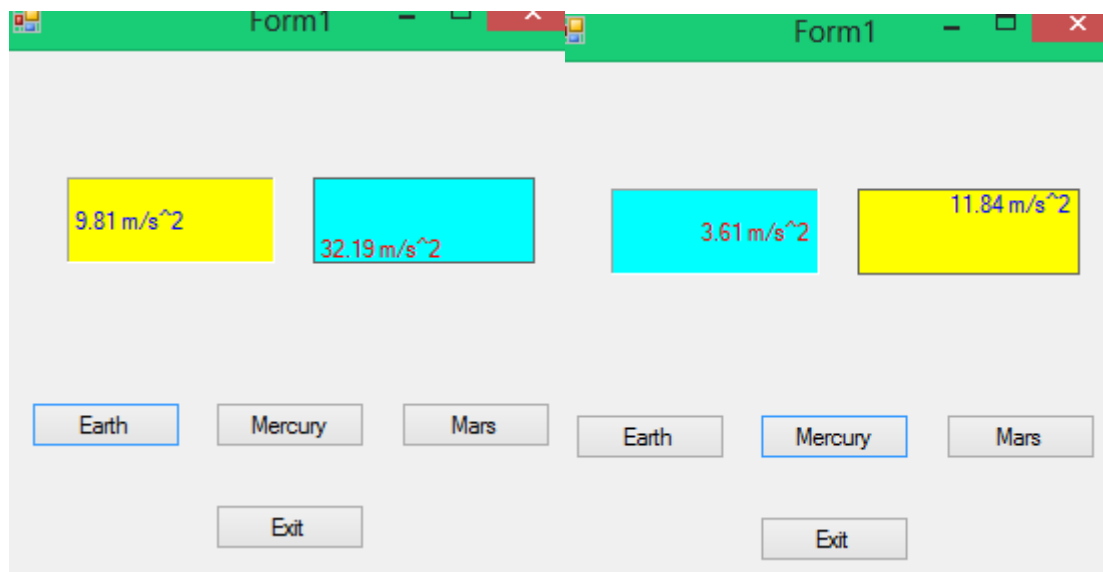 Form1
9.81 m/s^2
32.19 m/s^2
Earth
Mercury
Mars
Exit
Form1
3.61 m/s^2
11.84 m/s^2
Earth
Mercury
Mars
Exit